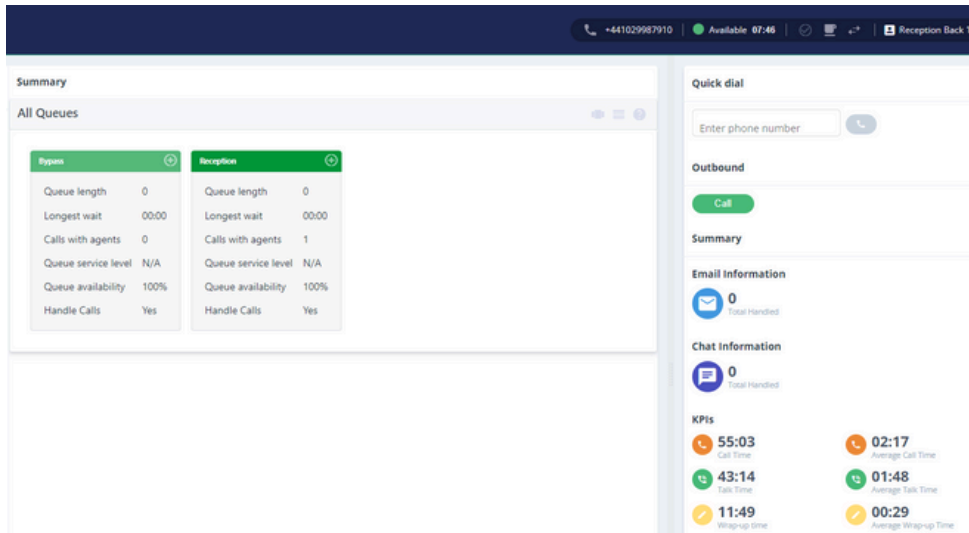 +441029987910 Available 07:46 Reception Back 1
Summary
All Queues
Bypass
Queue length 0
Longest wait 00:00
Calls with agents 0
Queue service level N/A
Queue availability 100%
Handle Calls Yes
Reception
Queue length 0
Longest wait 00:00
Calls with agents 1
Queue service level N/A
Queue availability 100%
Handle Calls Yes
Quick dial
Enter phone number
Outbound
Call
Summary
Email Information
0
Total Handled
Chat Information
0
Total Handled
KPIs
55:03 02:17
Call Time Average Call Time
43:14 01:48
Talk Time Average Talk Time
11:49 00:29
Wrap-up time Average Wrap-up Time